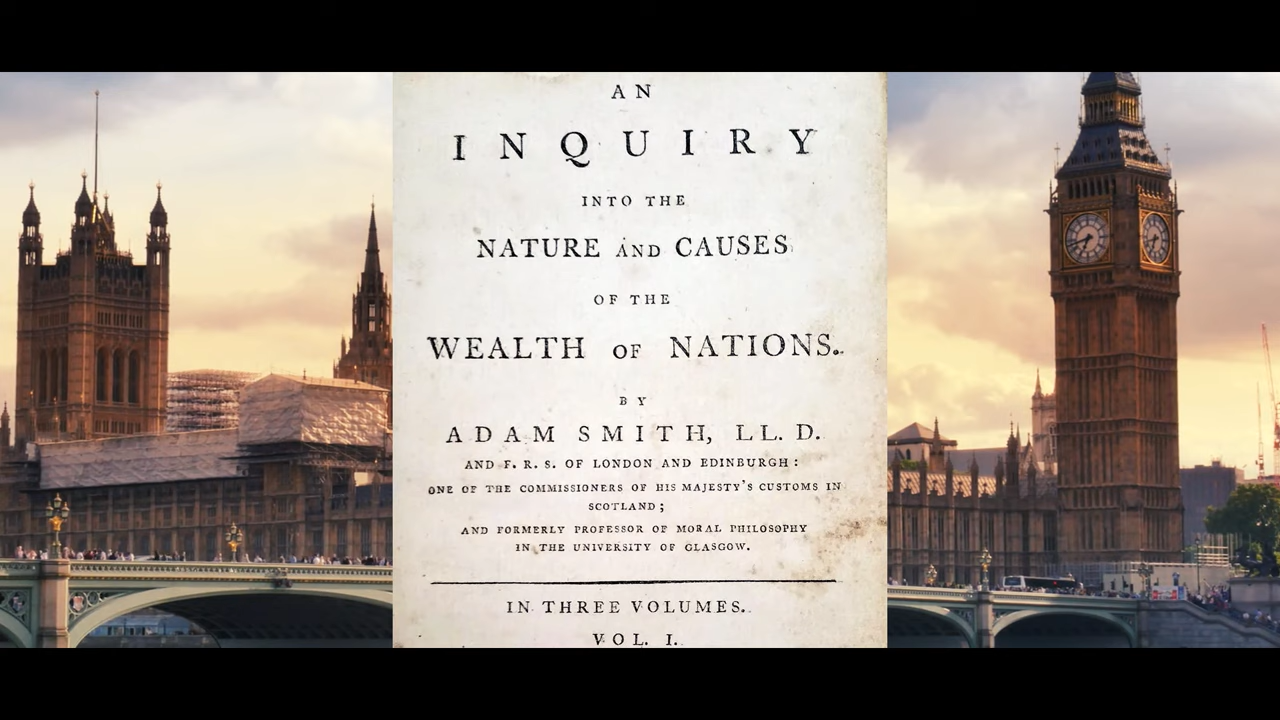 AN
INQUIRY
INTO THE
NATURE AND CAUSES
OF THE
WEALTH OF NATIONS.
BY
ADAM SMITH, LL. D.
AND F. R. S. OF LONDON AND EDINBURGH:
ONE OF THE COMMISSIONERS OF HIS MAJESTY'S CUSTOMS IN
SCOTLAND;
AND FORMERLY PROFESSOR OF MORAL PHILOSOPHY
IN THE UNIVERSITY OF GLASGOW.
IN THREE VOLUMES.
VOL. I.